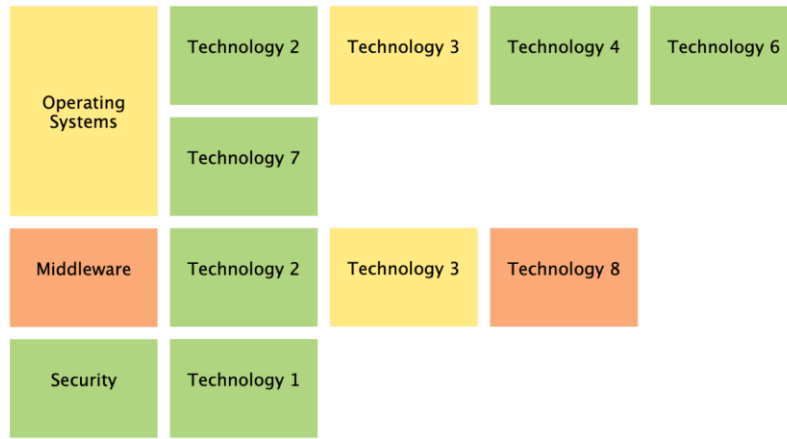 Technology 2
Technology 3
Technology 4
Technology 6
Operating
Systems
Technology 7
Middleware
Technology 2
Technology 3
Technology 8
Security
Technology 1